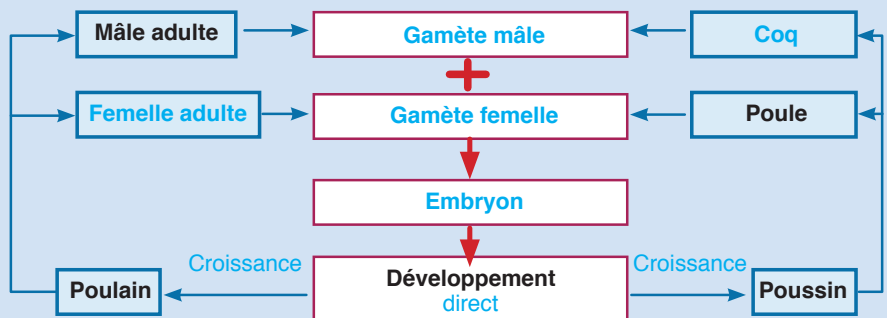 Mâle adulte
Gamète mâle
Coq
Femelle adulte
Gamète femelle
Poule
Embryon
Croissance
Développement
direct
Croissance
Poulain
Poussin